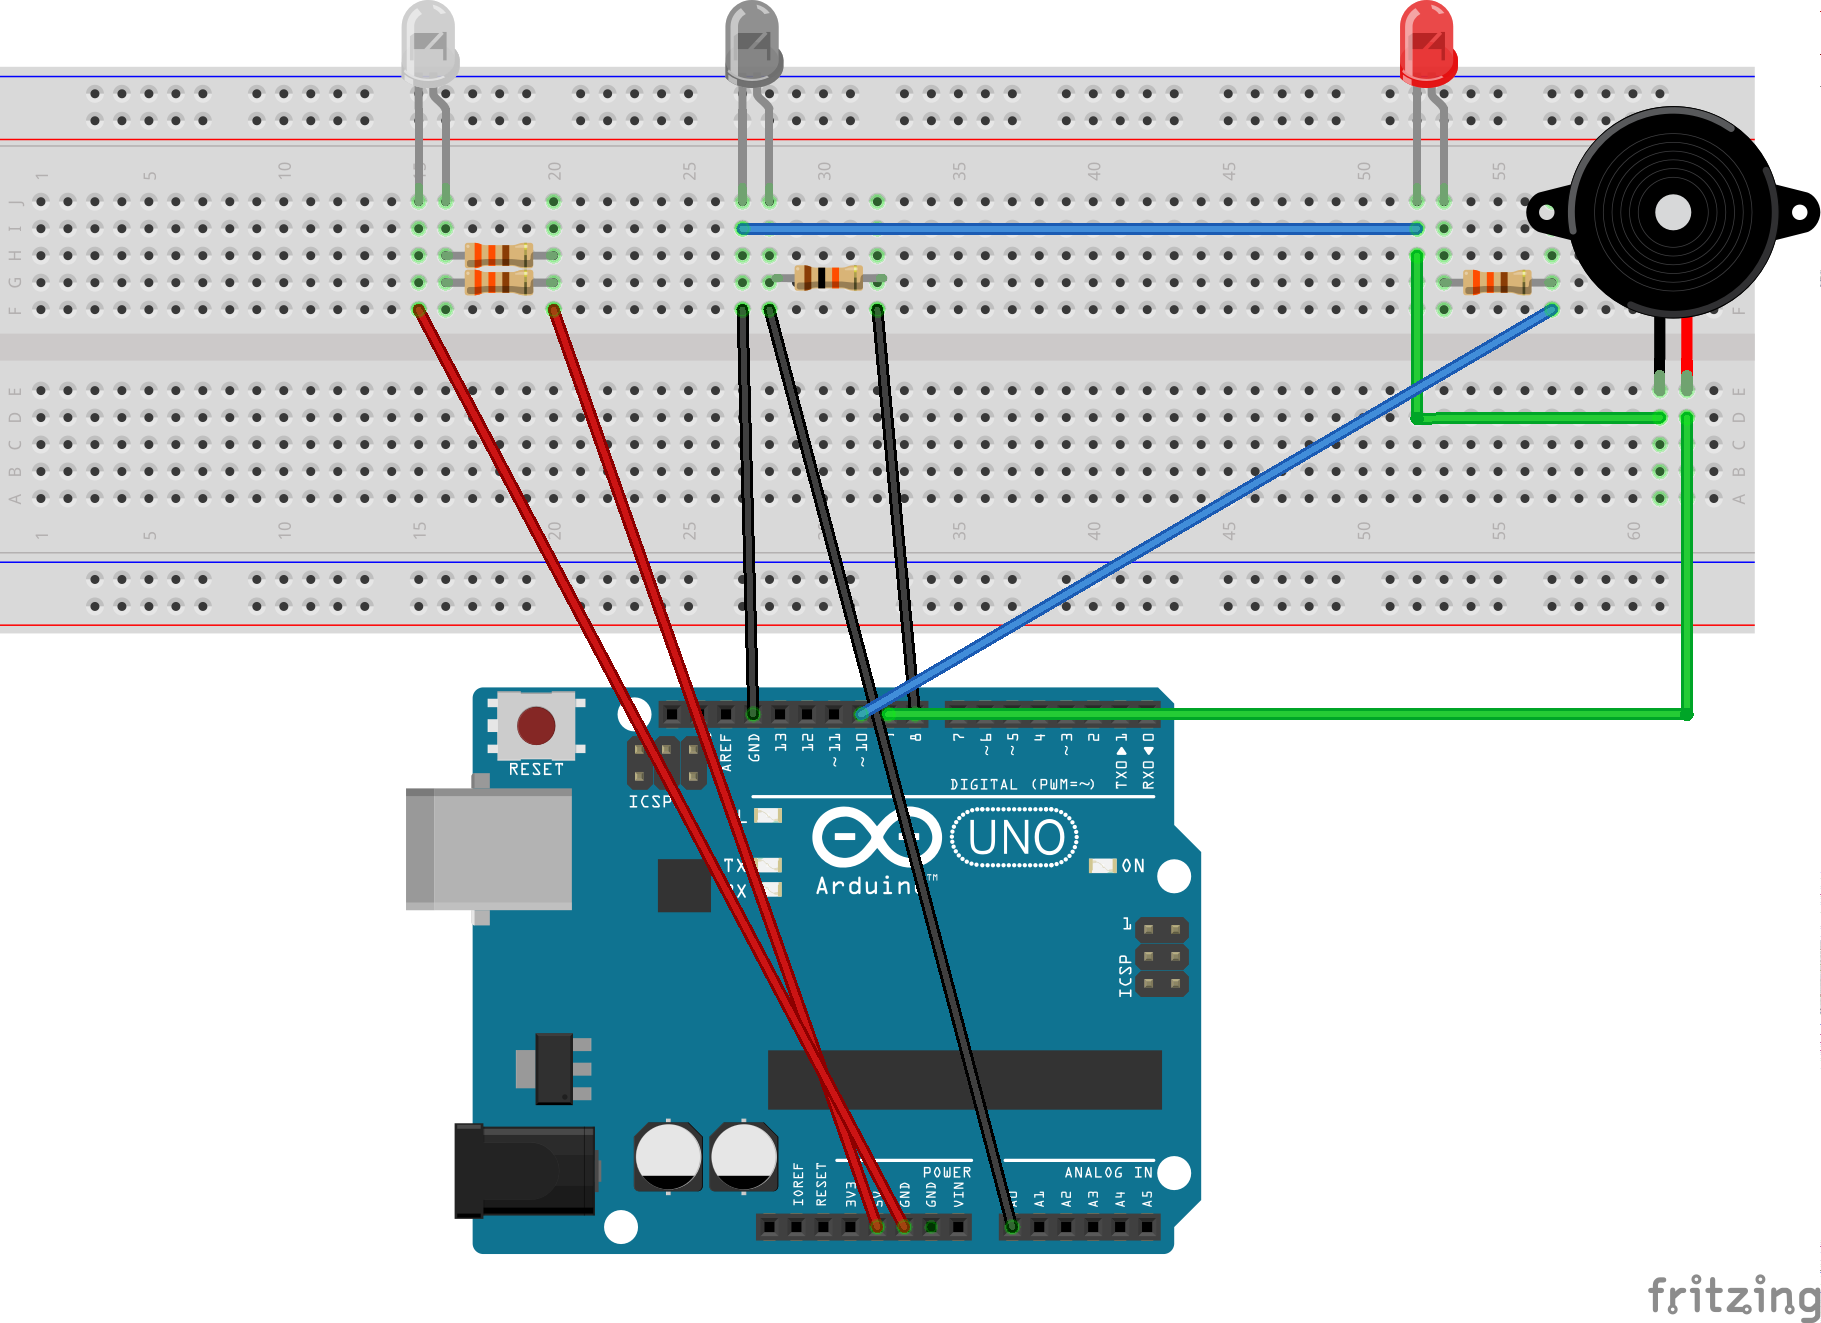 1 5 10 15 20 25 30 35 40 45 50 55
J
I
H
G
F F
E E
D D
C C
B B
A A
1 5 10 15 20 25 30 35 40 45 50 55 60
RESET
ICSP
AREF GND 13 12 ~11 ~10 8 7 ~6 ~5 4 ~3 2 TX0▶1 RX0◀0
DIGITAL (PWM=~)
L
TX
RX
UNO
Arduino™
ON
1
ICSP
IOREF RESET 3V3 5V GND GND VIN
POWER
ANALOG IN
A0 A1 A2 A3 A4 A5
fritzing